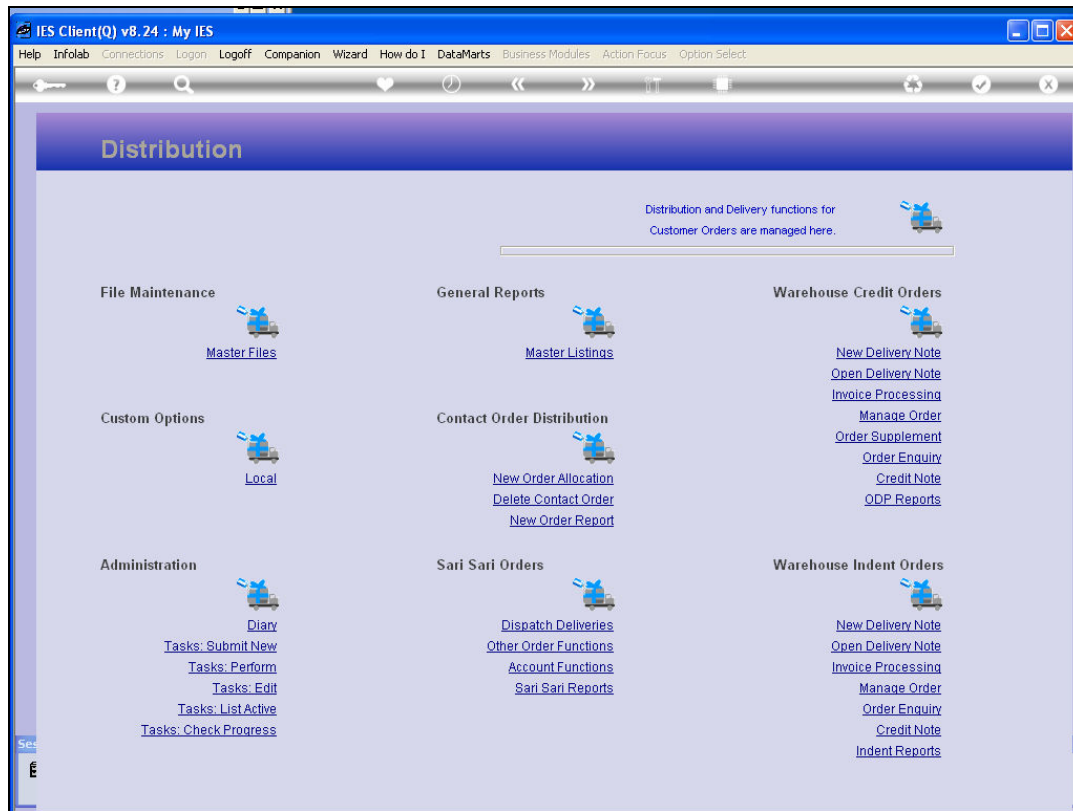 IES Client(Q) v8.24 : My IES
Help Infolab Connections Logon Logoff Companion Wizard How do I DataMarts Business Modules Action Focus Option Select
Distribution
Distribution and Delivery functions for
Customer Orders are managed here.
File Maintenance
Master Files
General Reports
Master Listings
Warehouse Credit Orders
New Delivery Note
Open Delivery Note
Invoice Processing
Manage Order
Order Supplement
Order Enquiry
Credit Note
ODP Reports
Custom Options
Local
Contact Order Distribution
New Order Allocation
Delete Contact Order
New Order Report
Administration
Diary
Tasks: Submit New
Tasks: Perform
Tasks: Edit
Tasks: List Active
Tasks: Check Progress
Sari Sari Orders
Dispatch Deliveries
Other Order Functions
Account Functions
Sari Sari Reports
Warehouse Indent Orders
New Delivery Note
Open Delivery Note
Invoice Processing
Manage Order
Order Enquiry
Credit Note
Indent Reports